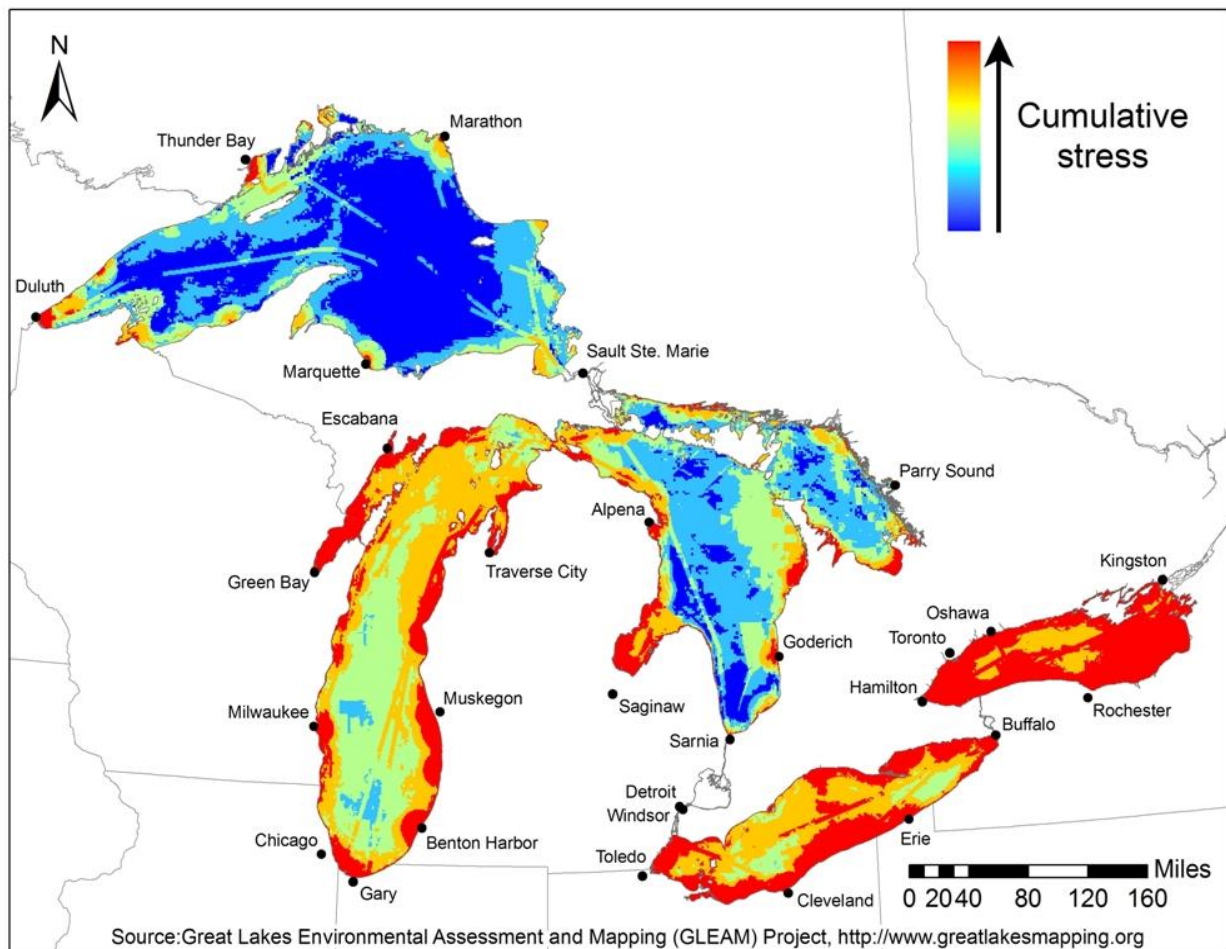 N
Cumulative
stress
Marathon
Thunder Bay
Duluth
Marquette
Sault Ste. Marie
Escabana
Parry Sound
Alpena
Green Bay
Traverse City
Kingston
Oshawa
Toronto
Goderich
Hamilton
Rochester
Saginaw
Muskegon
Milwaukee
Buffalo
Sarnia
Detroit
Windsor
Erie
Chicago
Benton Harbor
Toledo
Gary
Cleveland
Miles
0 20 40 80 120 160
Source:Great Lakes Environmental Assessment and Mapping (GLEAM) Project, http://www.greatlakesmapping.org